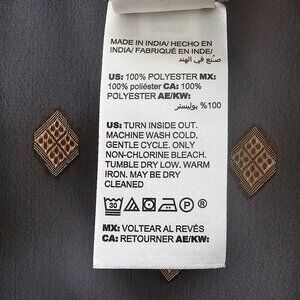 MADE IN INDIA/ HECHO EN
INDIA/ FABRIQUÉ EN INDE/
صنع في الهند
US: 100% POLYESTER MX:
100% poliéster CA: 100%
POLYESTER AE/KW:
100% بوليستر
US: TURN INSIDE OUT.
MACHINE WASH COLD,
GENTLE CYCLE. ONLY
NON-CHLORINE BLEACH.
TUMBLE DRY LOW. WARM
IRON. MAY BE DRY
CLEANED
P
MX: VOLTEAR AL REVÉS
CA: RETOURNER AE/KW: